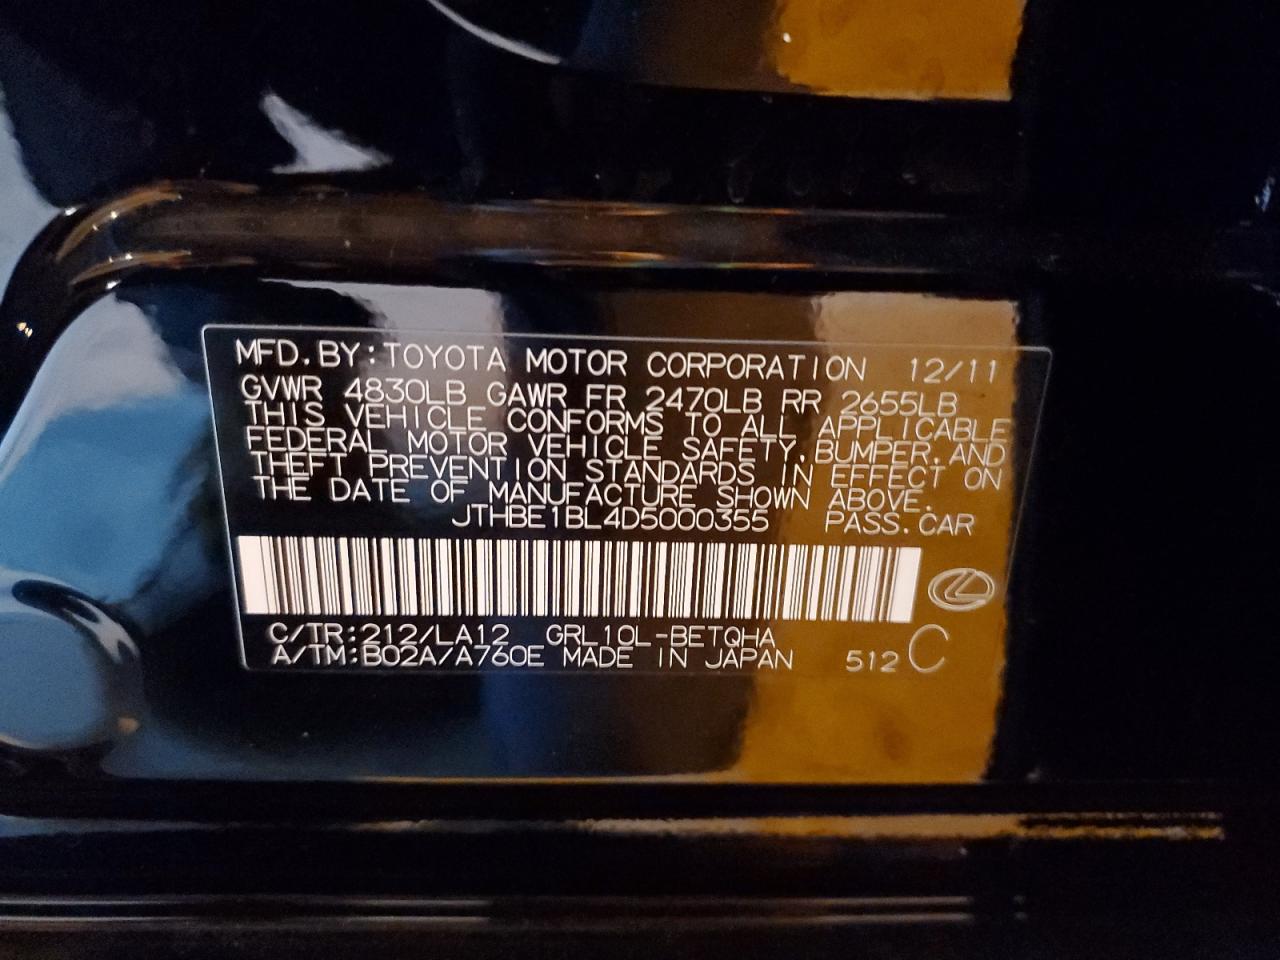 MFD.BY:TOYOTA MOTOR CORPORATION 12/11
GVWR 4830LB GAWR FR 2470LB RR 2655LB
THIS VEHICLE CONFORMS TO ALL APPLICABLE
FEDERAL MOTOR VEHICLE SAFETY,BUMPER,AND
THEFT PREVENTION STANDARDS IN EFFECT ON
THE DATE OF MANUFACTURE SHOWN ABOVE.
JTHBE1BL4D5000355 PASS.CAR
C/TR:212/LA12 GRL10L-BETQHA
A/TM:B02A/A760E MADE IN JAPAN 512 C